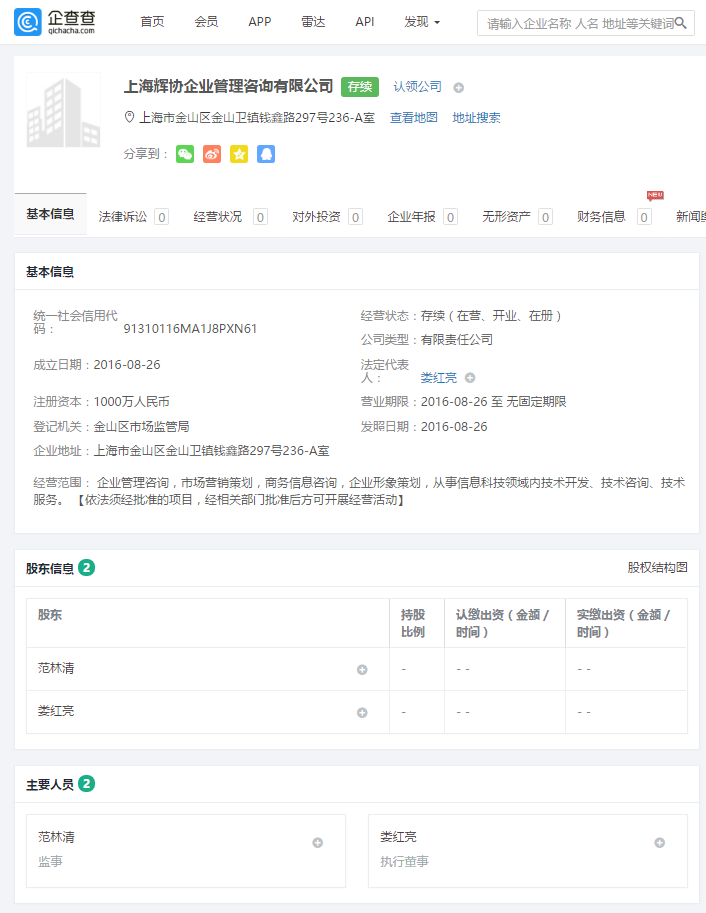 企查查
qichacha.com
首页 会员 APP 雷达 API 发现
请输入企业名称 人名 地址等关键词
上海辉协企业管理咨询有限公司 存续 认领公司
上海市金山区金山卫镇钱鑫路297号236-A室 查看地图 地址搜索
分享到：
NEW
基本信息 法律诉讼 0 经营状况 0 对外投资 0 企业年报 0 无形资产 0 财务信息 0 新闻
基本信息
统一社会信用代码： 91310116MA1J8PXN61 经营状态：存续（在营、开业、在册）
公司类型：有限责任公司
成立日期：2016-08-26 法定代表人： 娄红亮
注册资本：1000万人民币 营业期限：2016-08-26 至 无固定期限
登记机关：金山区市场监管局 发照日期：2016-08-26
企业地址：上海市金山区金山卫镇钱鑫路297号236-A室
经营范围： 企业管理咨询，市场营销策划，商务信息咨询，企业形象策划，从事信息科技领域内技术开发、技术咨询、技术
服务。 【依法须经批准的项目，经相关部门批准后方可开展经营活动】
股东信息 2 股权结构图
股东 持股比例 认缴出资（金额/时间） 实缴出资（金额/时间）
范林清 - - - - -
娄红亮 - - - - -
主要人员 2
范林清 娄红亮
监事 执行董事